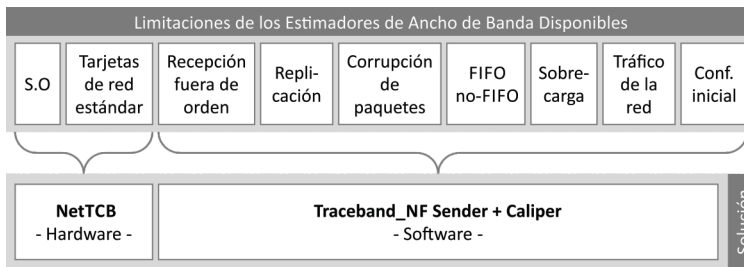 Limitaciones de los Estimadores de Ancho de Banda Disponibles
S.O
Tarjetas
de red
estándar
Recepción
fuera de
orden
Repli-
cación
Corrupción
de
paquetes
FIFO
no-FIFO
Sobre-
carga
Tráfico
de la
red
Conf.
inicial
NetTCB
- Hardware -
Traceband_NF Sender + Caliper
- Software -
Solución